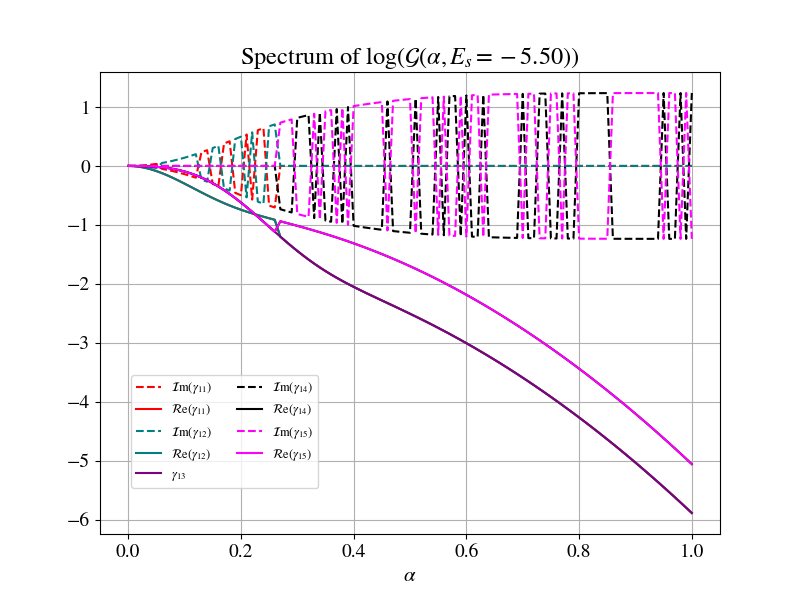 Spectrum of log(𝒢(α, E_s = −5.50))
1
0
−1
−2
−3
−4
−5
−6
ℐm(γ₁₁)
ℛe(γ₁₁)
ℐm(γ₁₂)
ℛe(γ₁₂)
γ₁₃
ℐm(γ₁₄)
ℛe(γ₁₄)
ℐm(γ₁₅)
ℛe(γ₁₅)
0.0 0.2 0.4 0.6 0.8 1.0
α